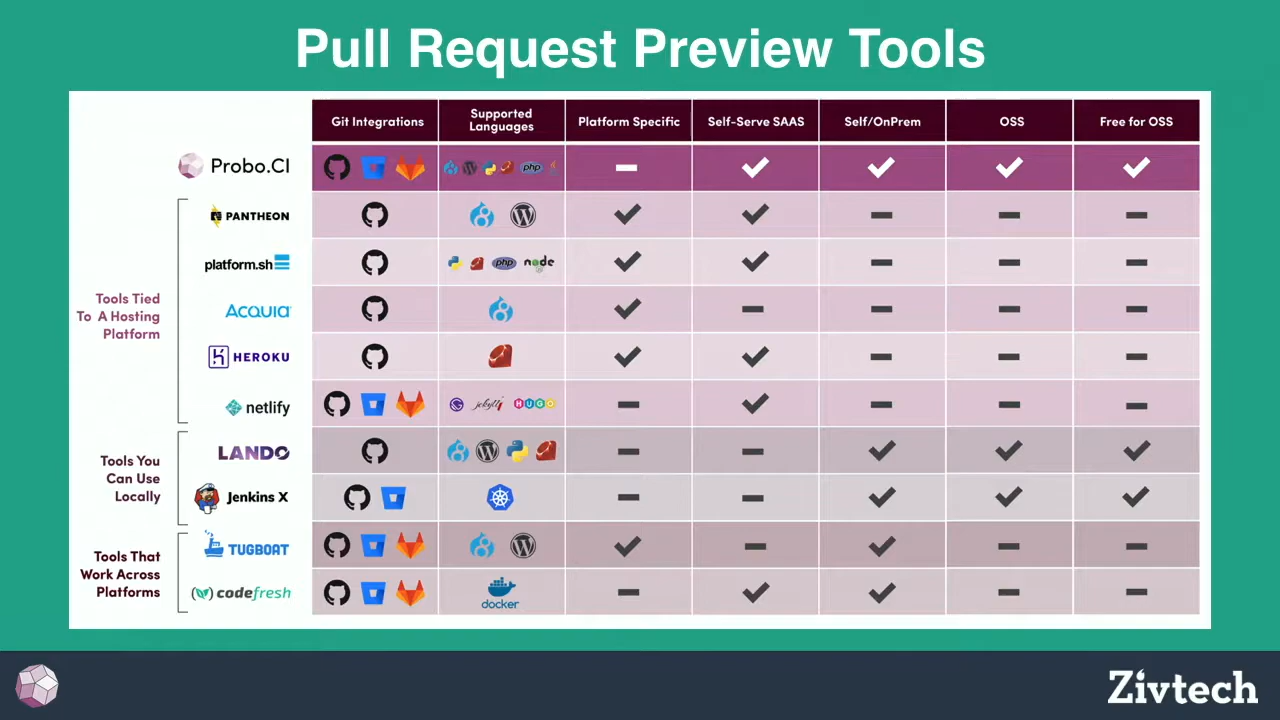 Pull Request Preview Tools
Git Integrations
Supported
Languages
Platform Specific
Self-Serve SAAS
Self/OnPrem
OSS
Free for OSS
Probo.CI
php
PANTHEON
platform.sh
php
node
Tools Tied
To A Hosting
Platform
ACQUIA
HEROKU
netlify
jekyll
HUGO
Tools You
Can Use
Locally
LANDO
Jenkins X
Tools That
Work Across
Platforms
TUGBOAT
codefresh
docker
Zivtech